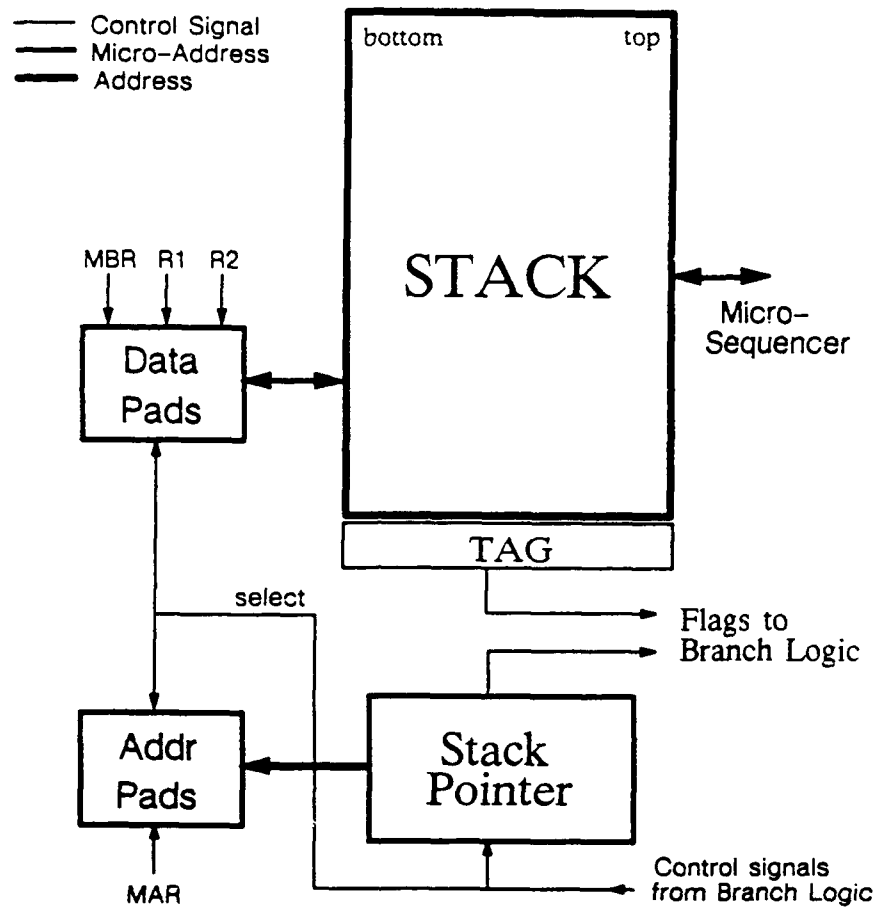 Control Signal
Micro-Address
Address
bottom
top
STACK
MBR
R1
R2
Data
Pads
Micro-
Sequencer
TAG
select
Flags to
Branch Logic
Stack
Pointer
Addr
Pads
MAR
Control signals
from Branch Logic